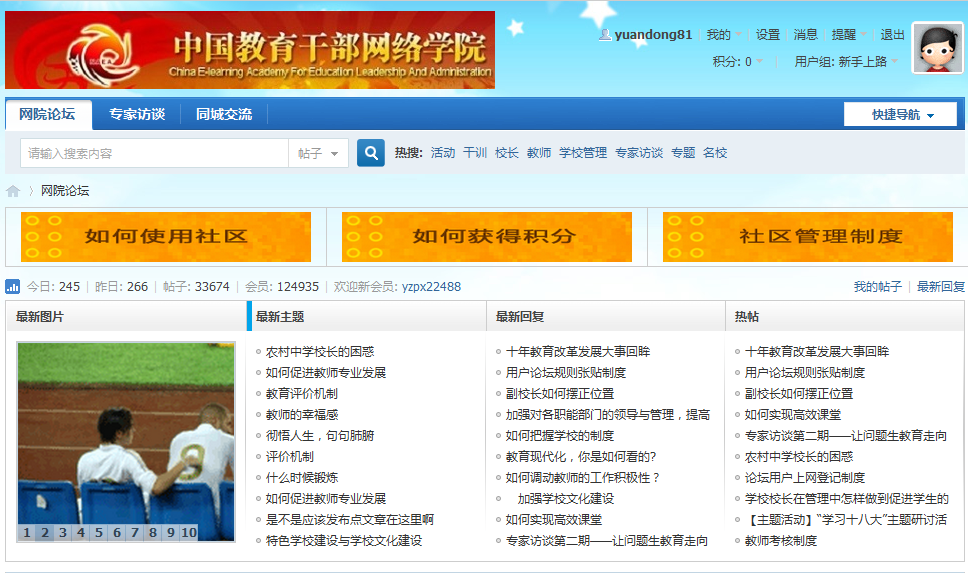 中国教育干部网络学院
China E-learning Academy For Education Leadership And Administration
yuandong81 我的 设置 消息 提醒 退出
积分: 0 用户组: 新手上路
网院论坛 专家访谈 同城交流 快捷导航
请输入搜索内容 帖子 热搜: 活动 干训 校长 教师 学校管理 专家访谈 专题 名校
网院论坛
如何使用社区 如何获得积分 社区管理制度
今日: 245 昨日: 266 帖子: 33674 会员: 124935 欢迎新会员: yzpx22488 我的帖子 最新回复
最新图片
9
1 2 3 4 5 6 7 8 9 10
最新主题
农村中学校长的困惑
如何促进教师专业发展
教育评价机制
教师的幸福感
彻悟人生，句句肺腑
评价机制
什么时候锻炼
如何促进教师专业发展
是不是应该发布点文章在这里啊
特色学校建设与学校文化建设
最新回复
十年教育改革发展大事回眸
用户论坛规则张贴制度
副校长如何摆正位置
加强对各职能部门的领导与管理，提高
如何把握学校的制度
教育现代化，你是如何看的?
如何调动教师的工作积极性？
加强学校文化建设
如何实现高效课堂
专家访谈第二期——让问题生教育走向
热帖
十年教育改革发展大事回眸
用户论坛规则张贴制度
副校长如何摆正位置
如何实现高效课堂
专家访谈第二期——让问题生教育走向
农村中学校长的困惑
论坛用户上网登记制度
学校校长在管理中怎样做到促进学生的
【主题活动】“学习十八大”主题研讨活
教师考核制度